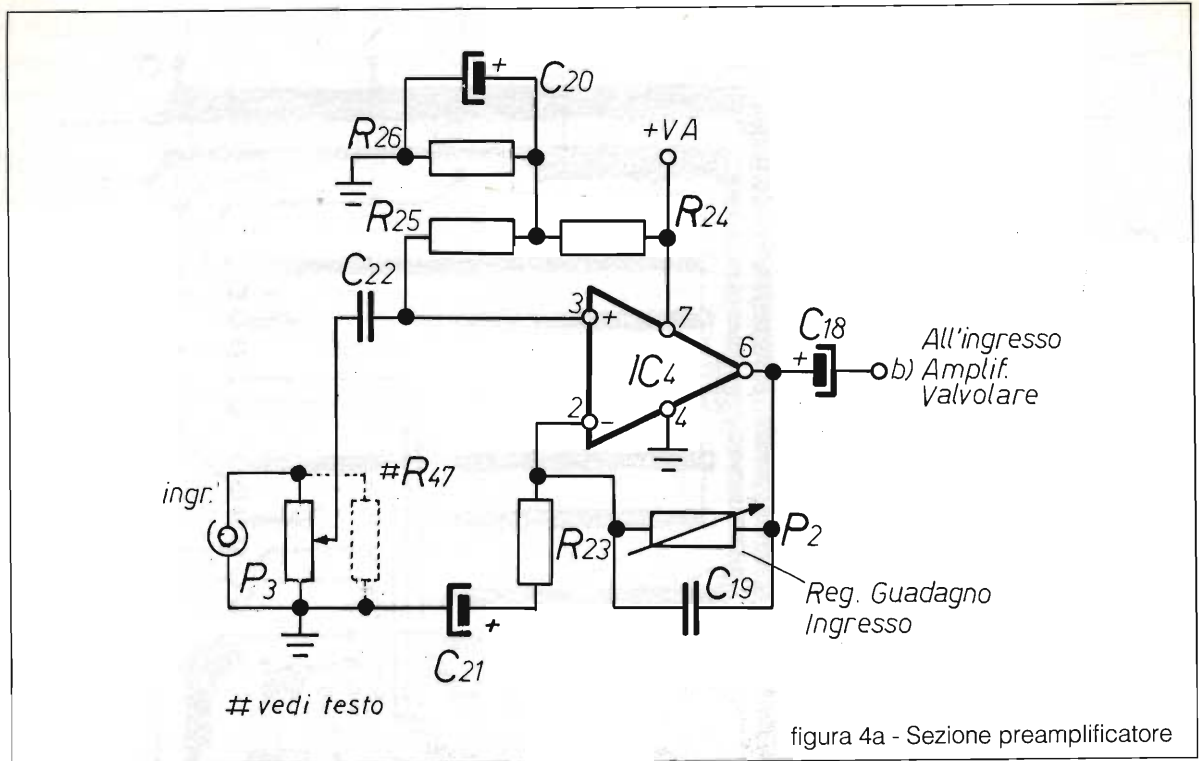 C20
+
R26
+VA
R25
R24
C22
3
+
7
C18
+
6
IC4
All'ingresso
b) Amplif.
Valvolare
2
-
4
#R47
ingr.
R23
P2
P3
C19
Reg. Guadagno
Ingresso
+
C21
# vedi testo
figura 4a - Sezione preamplificatore